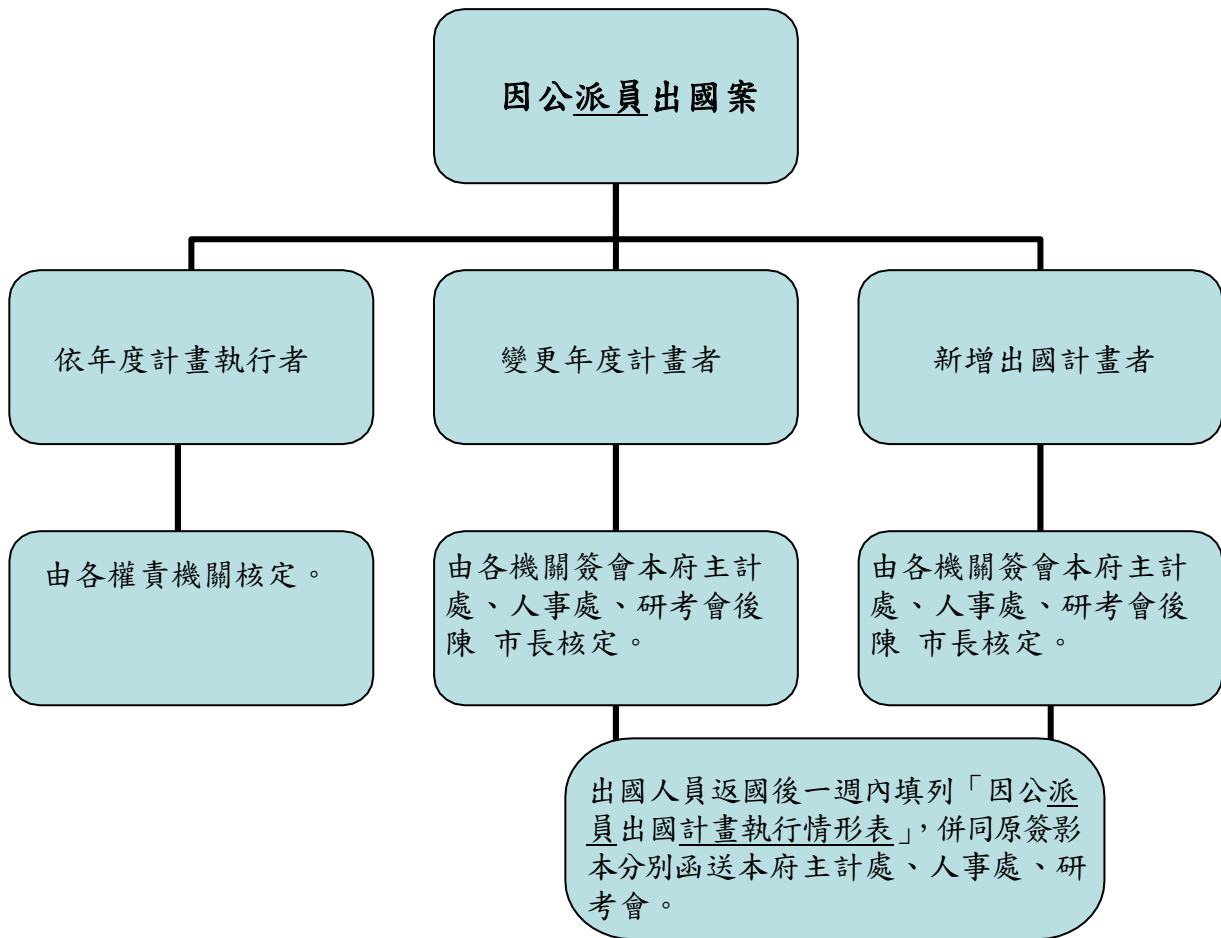 因公派員出國案
依年度計畫執行者
變更年度計畫者
新增出國計畫者
由各權責機關核定。
由各機關簽會本府主計
處、人事處、研考會後
陳 市長核定。
由各機關簽會本府主計
處、人事處、研考會後
陳 市長核定。
出國人員返國後一週內填列「因公派
員出國計畫執行情形表」，併同原簽影
本分別函送本府主計處、人事處、研
考會。